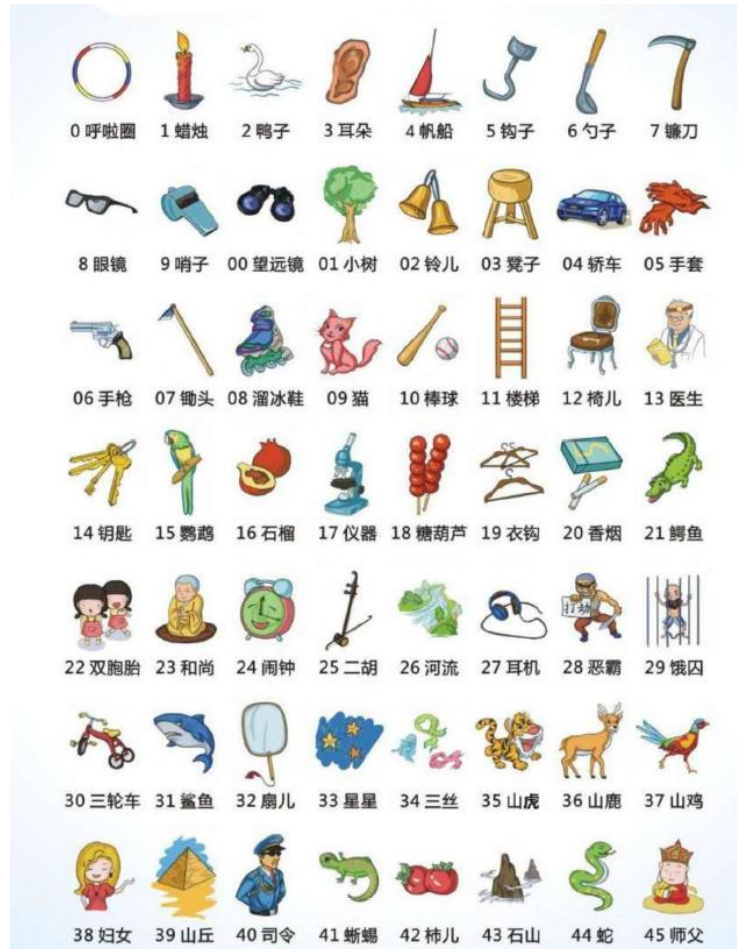 0 呼啦圈 1 蜡烛 2 鸭子 3 耳朵 4 帆船 5 钩子 6 勺子 7 镰刀
8 眼镜 9 哨子 00 望远镜 01 小树 02 铃儿 03 凳子 04 轿车 05 手套
06 手枪 07 锄头 08 溜冰鞋 09 猫 10 棒球 11 楼梯 12 椅儿 13 医生
14 钥匙 15 鹦鹉 16 石榴 17 仪器 18 糖葫芦 19 衣钩 20 香烟 21 鳄鱼
打劫
22 双胞胎 23 和尚 24 闹钟 25 二胡 26 河流 27 耳机 28 恶霸 29 饿囚
30 三轮车 31 鲨鱼 32 扇儿 33 星星 34 三丝 35 山虎 36 山鹿 37 山鸡
38 妇女 39 山丘 40 司令 41 蜥蜴 42 柿儿 43 石山 44 蛇 45 师父